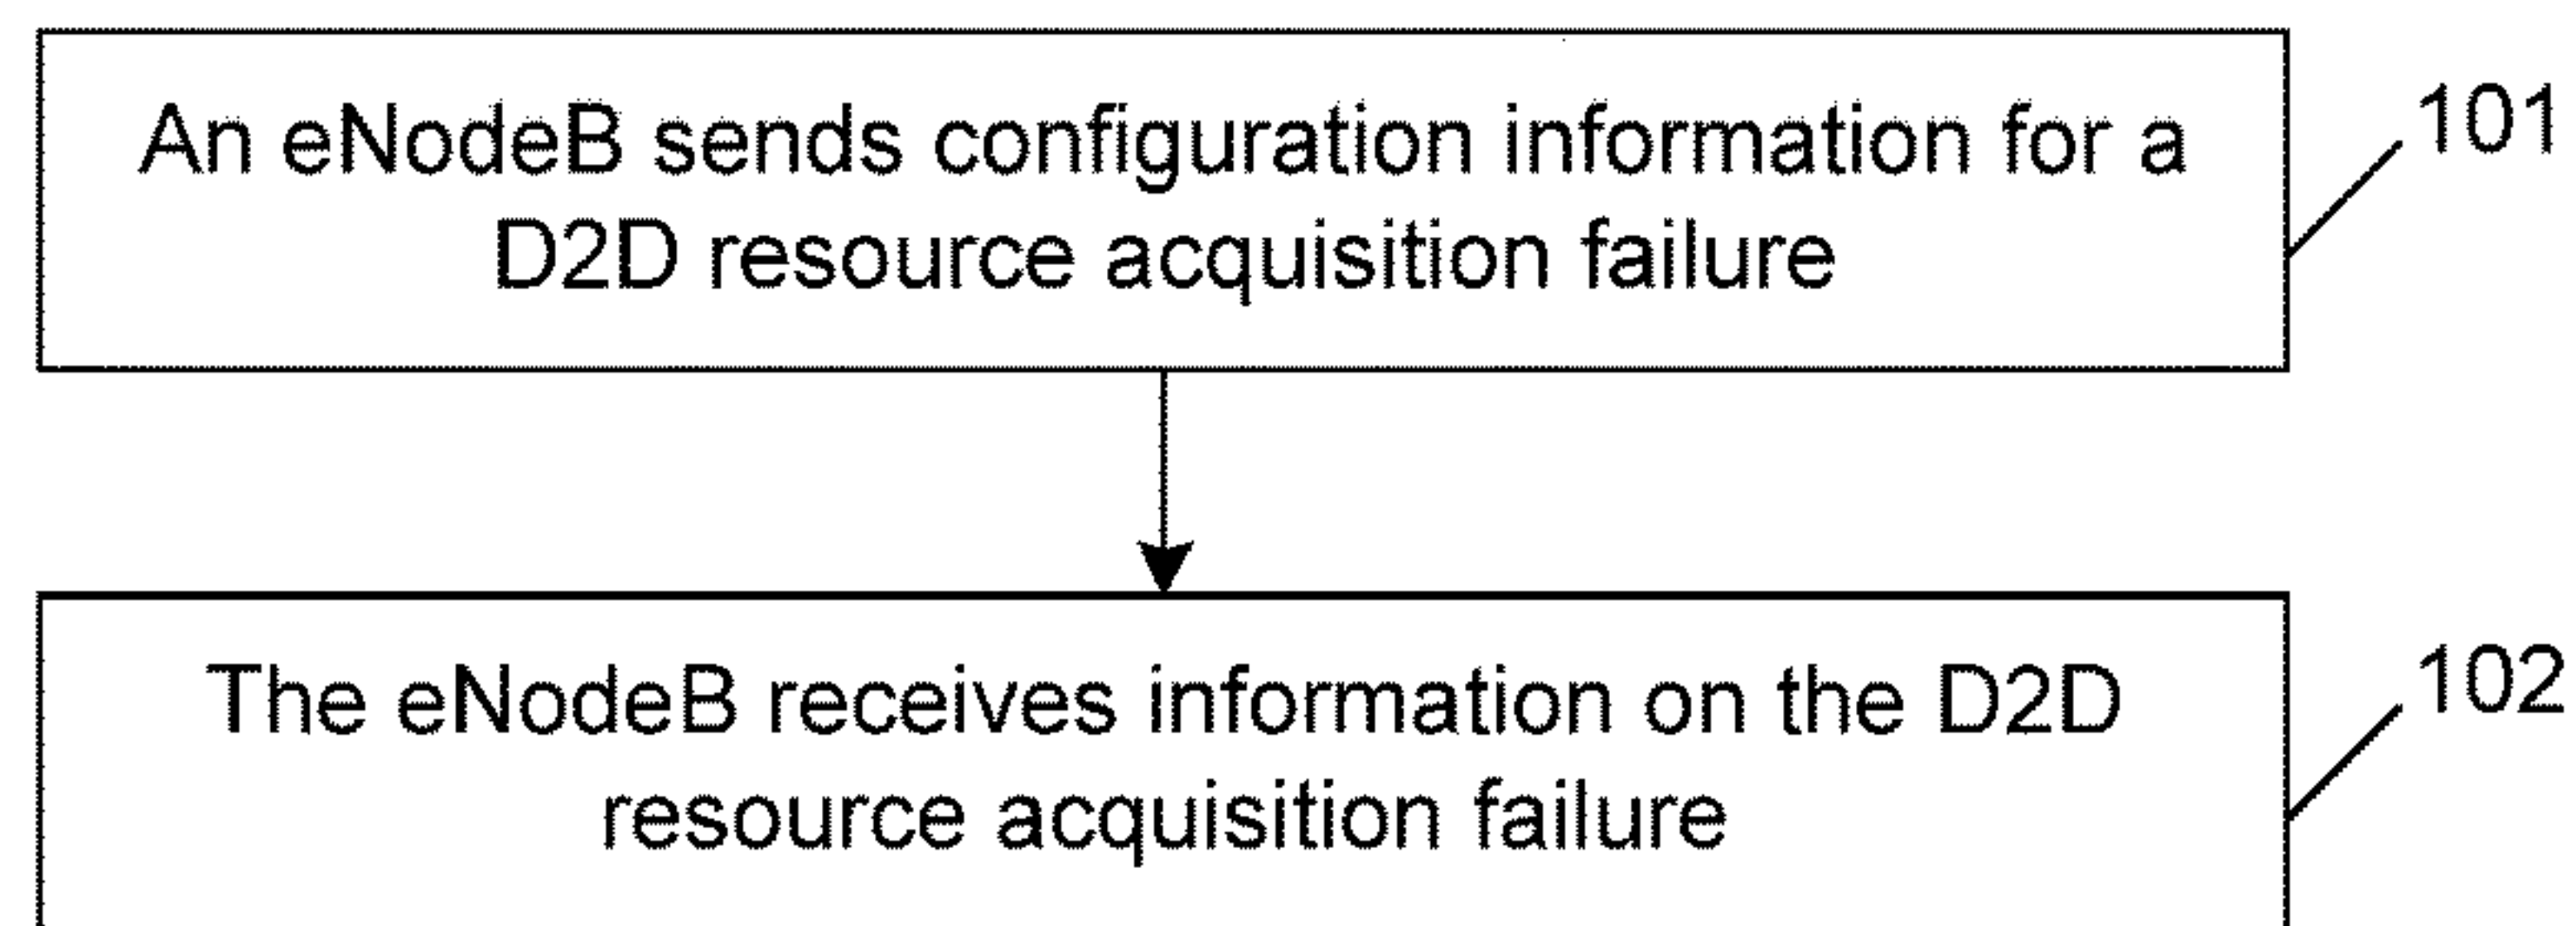 An eNodeB sends configuration information for a
D2D resource acquisition failure
101
The eNodeB receives information on the D2D
resource acquisition failure
102